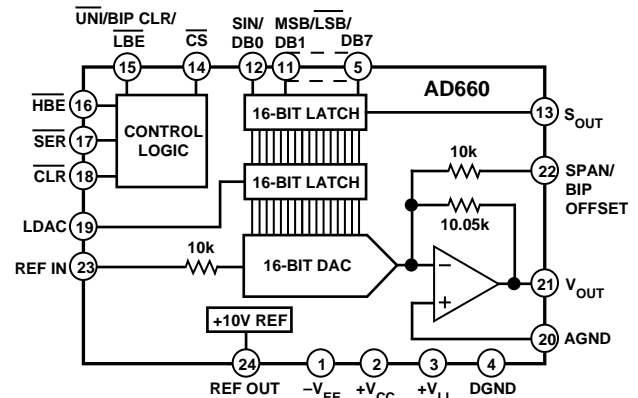 UNI/BIP CLR/
LBE
CS
SIN/
DB0
MSB/LSB/
DB1
DB7
15
14
12
11
5
AD660
HBE
16
SER
17
CLR
18
LDAC
19
REF IN
23
CONTROL
LOGIC
16-BIT LATCH
16-BIT LATCH
16-BIT DAC
10k
10k
10.05k
13
SOUT
22
SPAN/
BIP
OFFSET
–
+
21
VOUT
20
AGND
+10V REF
24
1
2
3
4
REF OUT
–VEE
+VCC
+VLL
DGND